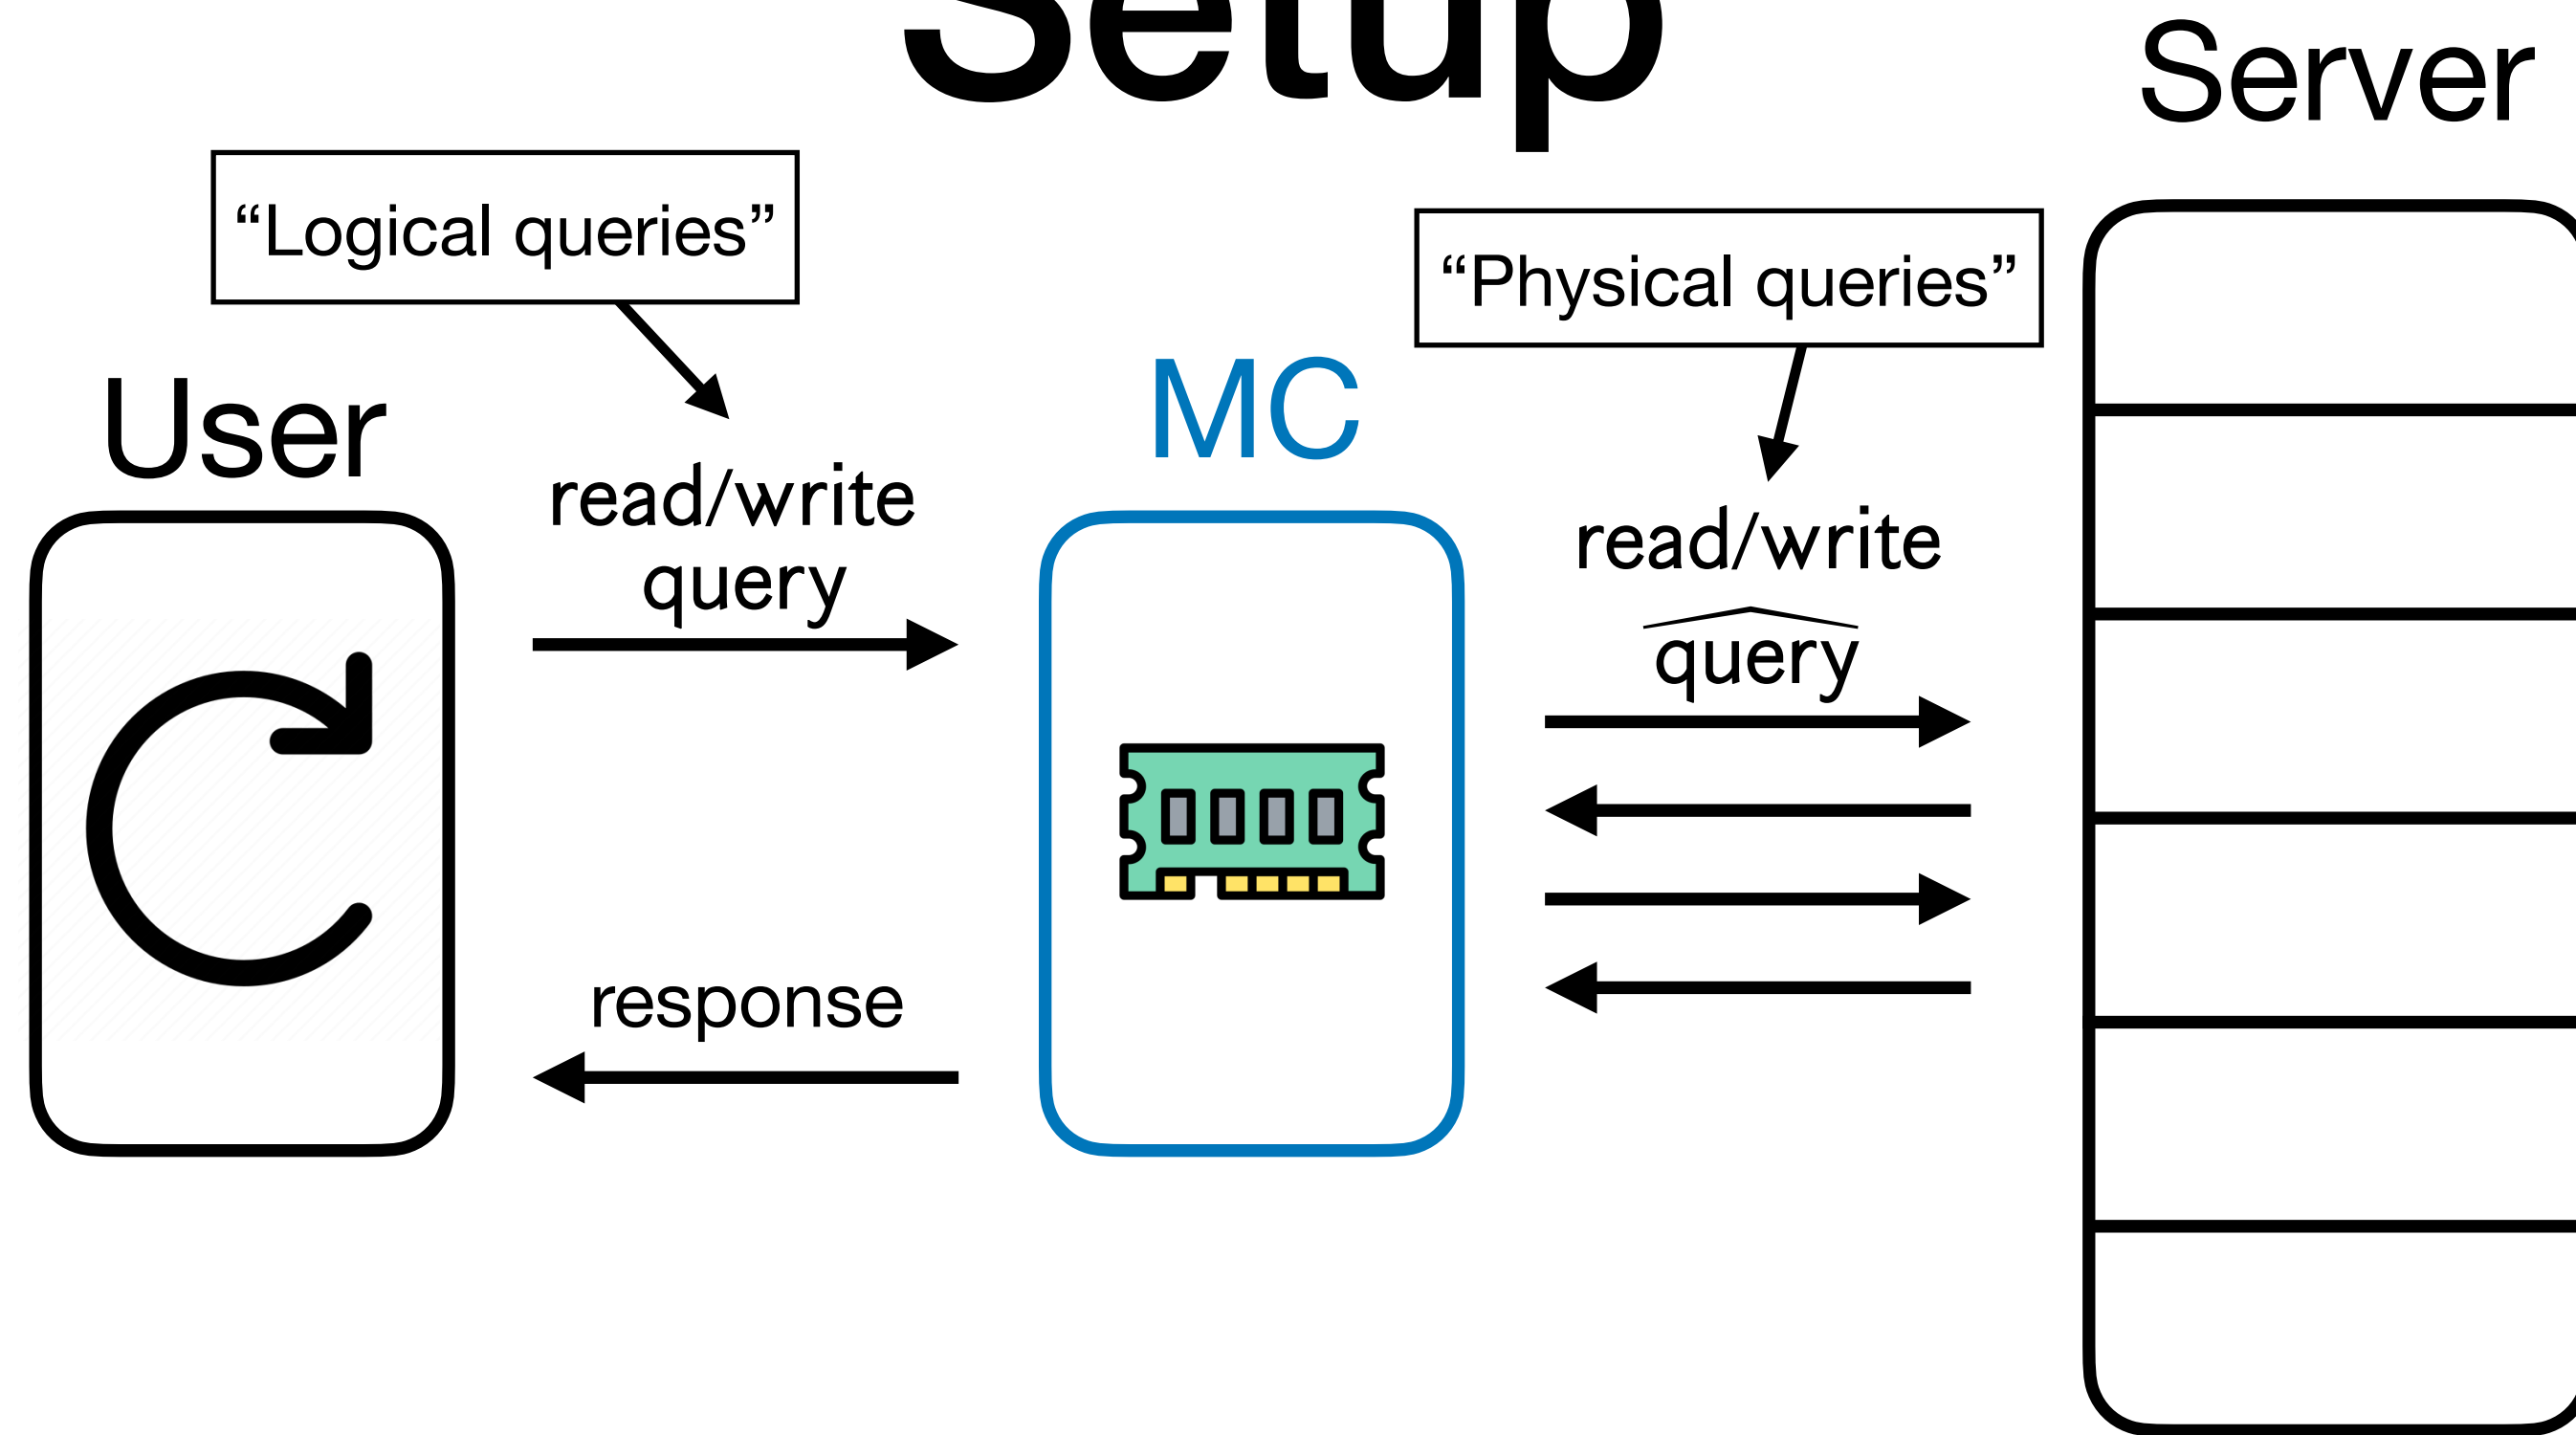 Setup
Server
“Logical queries”
“Physical queries”
User
MC
read/write
query
read/write
query
response